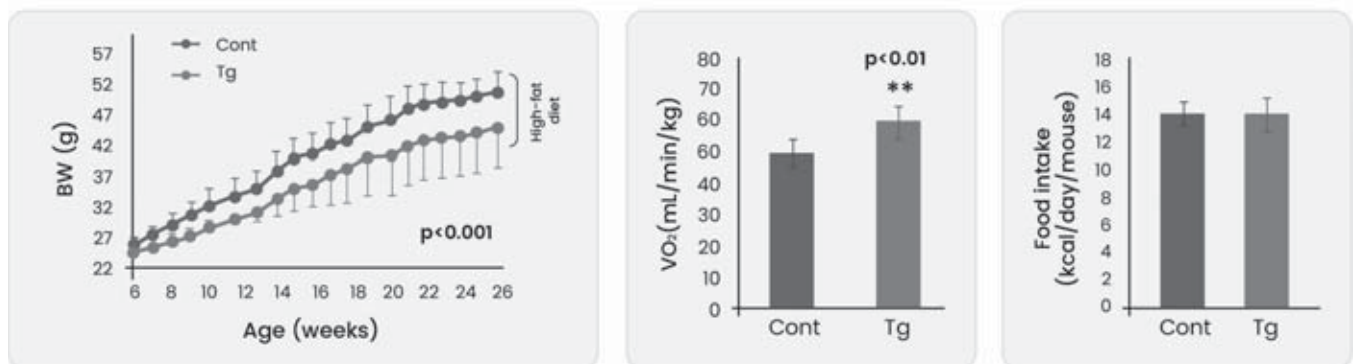 57
52
47
42
37
32
27
22
BW (g)
Cont
Tg
High-fat
diet
p<0.001
6 8 10 12 14 16 18 20 22 24 26
Age (weeks)
80
70
60
60
40
30
20
10
0
VO₂(mL/min/kg)
p<0.01
**
Cont Tg
18
16
14
12
10
8
6
4
2
0
Food intake
(kcal/day/mouse)
Cont Tg